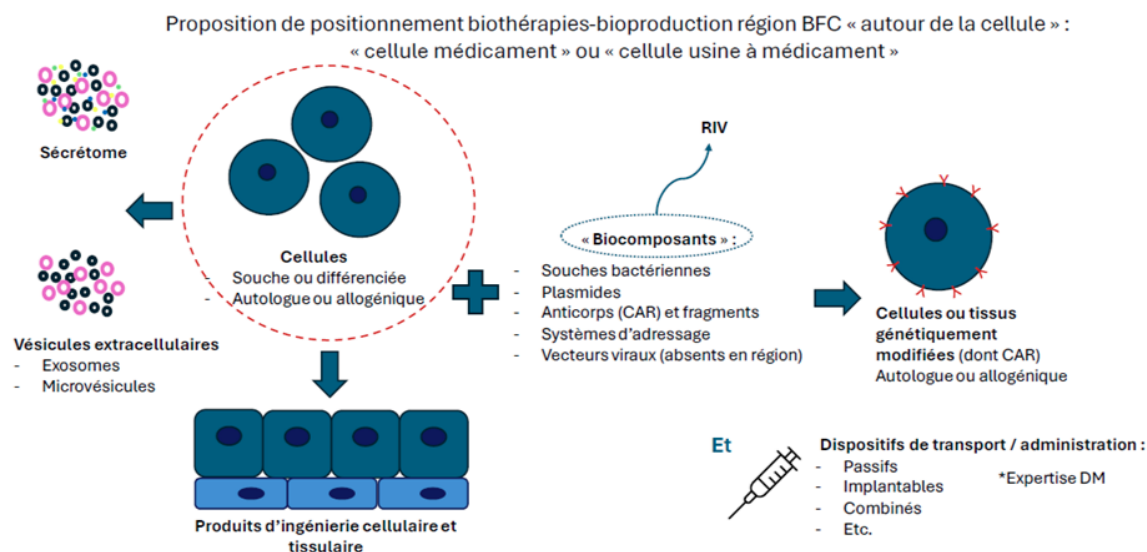 Proposition de positionnement biothérapies-bioproduction région BFC « autour de la cellule » :
« cellule médicament » ou « cellule usine à médicament »
Sécrétome
Cellules
- Souche ou différenciée
- Autologue ou allogénique
Vésicules extracellulaires
- Exosomes
- Microvésicules
Produits d’ingénierie cellulaire et
tissulaire
RIV
« Biocomposants » :
- Souches bactériennes
- Plasmides
- Anticorps (CAR) et fragments
- Systèmes d’adressage
- Vecteurs viraux (absents en région)
Cellules ou tissus
génétiquement
modifiées (dont CAR)
Autologue ou allogénique
Et
Dispositifs de transport / administration :
- Passifs
- Implantables
- Combinés
- Etc.
*Expertise DM